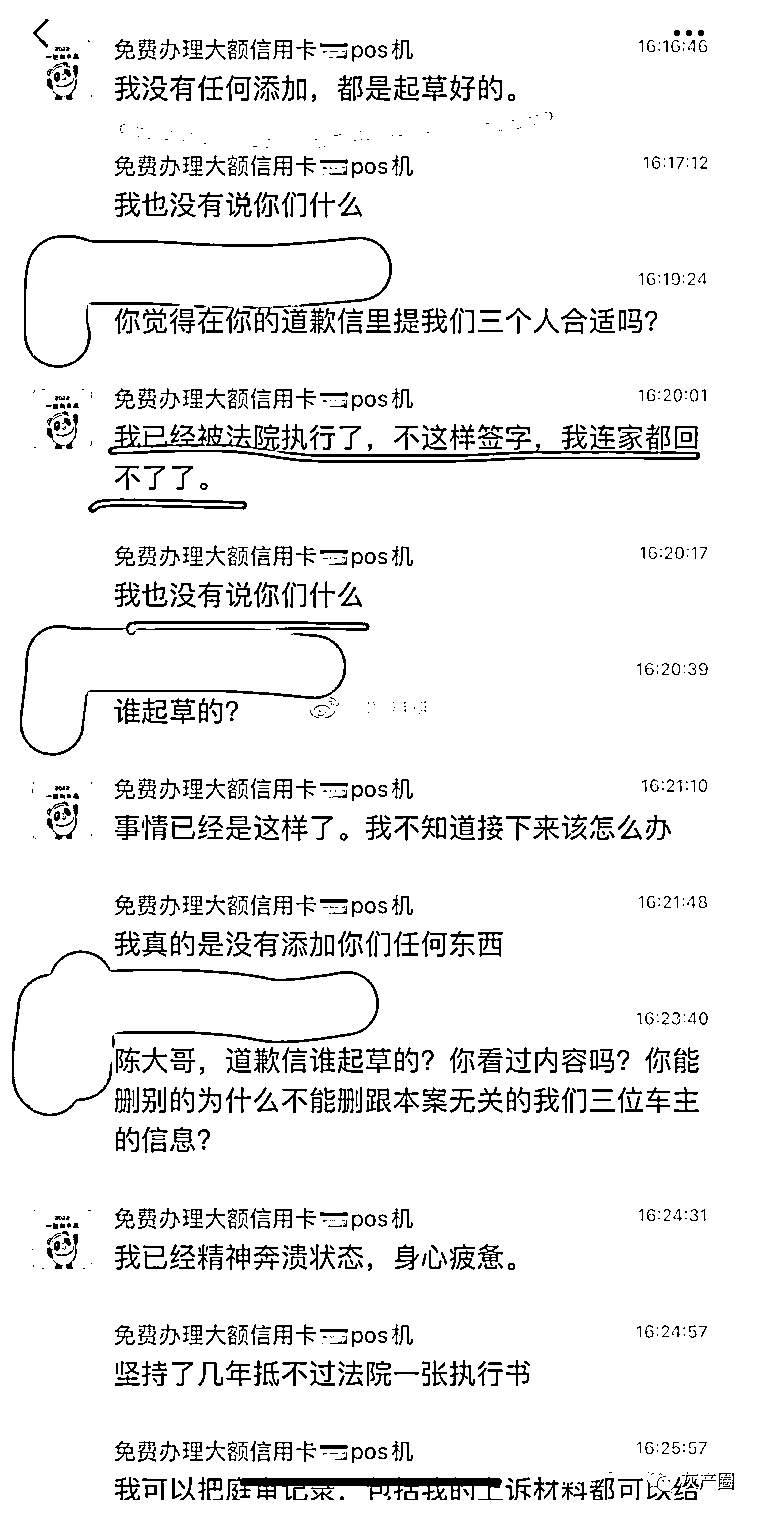 免费办理大额信用卡💳pos机
16:16:46
我没有任何添加，都是起草好的。
免费办理大额信用卡💳pos机
16:17:12
我也没有说你们什么
16:19:24
你觉得在你的道歉信里提我们三个人合适吗？
免费办理大额信用卡💳pos机
16:20:01
我已经被法院执行了，不这样签字，我连家都回
不了了。
免费办理大额信用卡💳pos机
16:20:17
我也没有说你们什么
16:20:39
谁起草的？
免费办理大额信用卡💳pos机
16:21:10
事情已经是这样了。我不知道接下来该怎么办
免费办理大额信用卡💳pos机
16:21:48
我真的是没有添加你们任何东西
16:23:40
陈大哥，道歉信谁起草的？你看过内容吗？你能
删别的为什么不能删跟本案无关的我们三位车主
的信息？
免费办理大额信用卡💳pos机
16:24:31
我已经精神奔溃状态，身心疲惫。
免费办理大额信用卡💳pos机
16:24:57
坚持了几年抵不过法院一张执行书
免费办理大额信用卡💳pos机
16:25:57
我可以把庭审记录，包括我的上诉材料都可以给
灰产圈